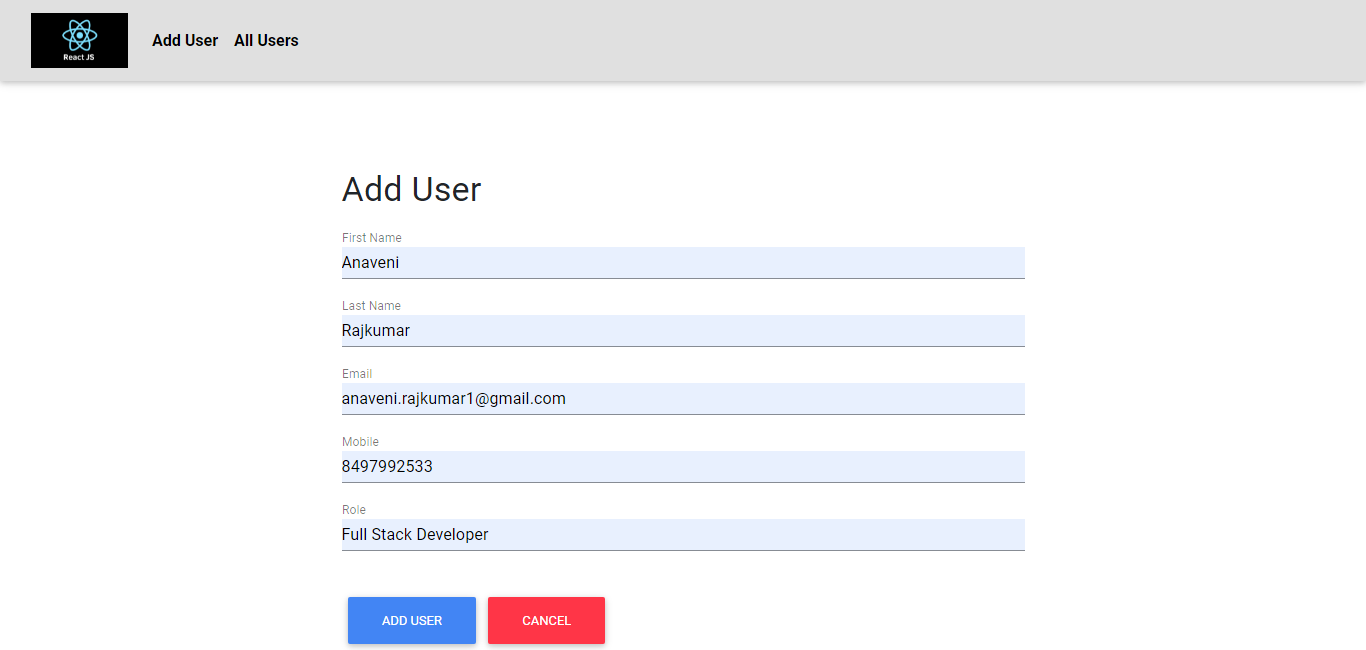 React JS
Add User All Users
Add User
First Name
Anaveni
Last Name
Rajkumar
Email
anaveni.rajkumar1@gmail.com
Mobile
8497992533
Role
Full Stack Developer
ADD USER CANCEL